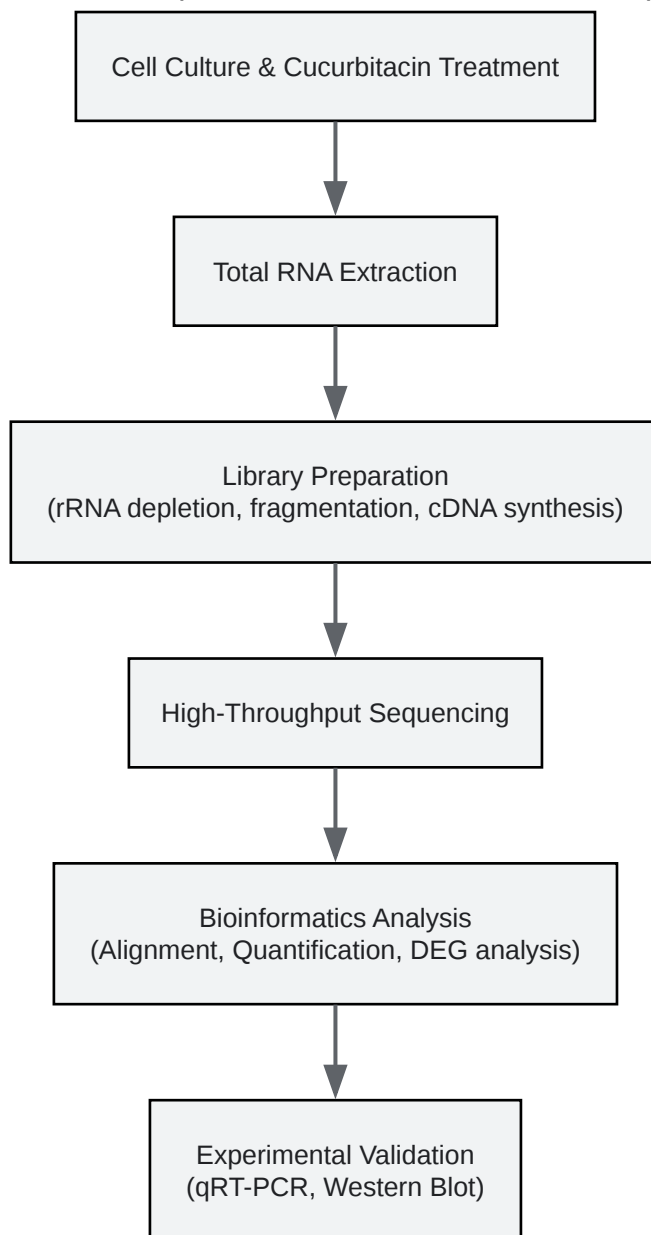 Cell Culture & Cucurbitacin Treatment
Total RNA Extraction
Library Preparation
(rRNA depletion, fragmentation, cDNA synthesis)
High-Throughput Sequencing
Bioinformatics Analysis
(Alignment, Quantification, DEG analysis)
Experimental Validation
(qRT-PCR, Western Blot)